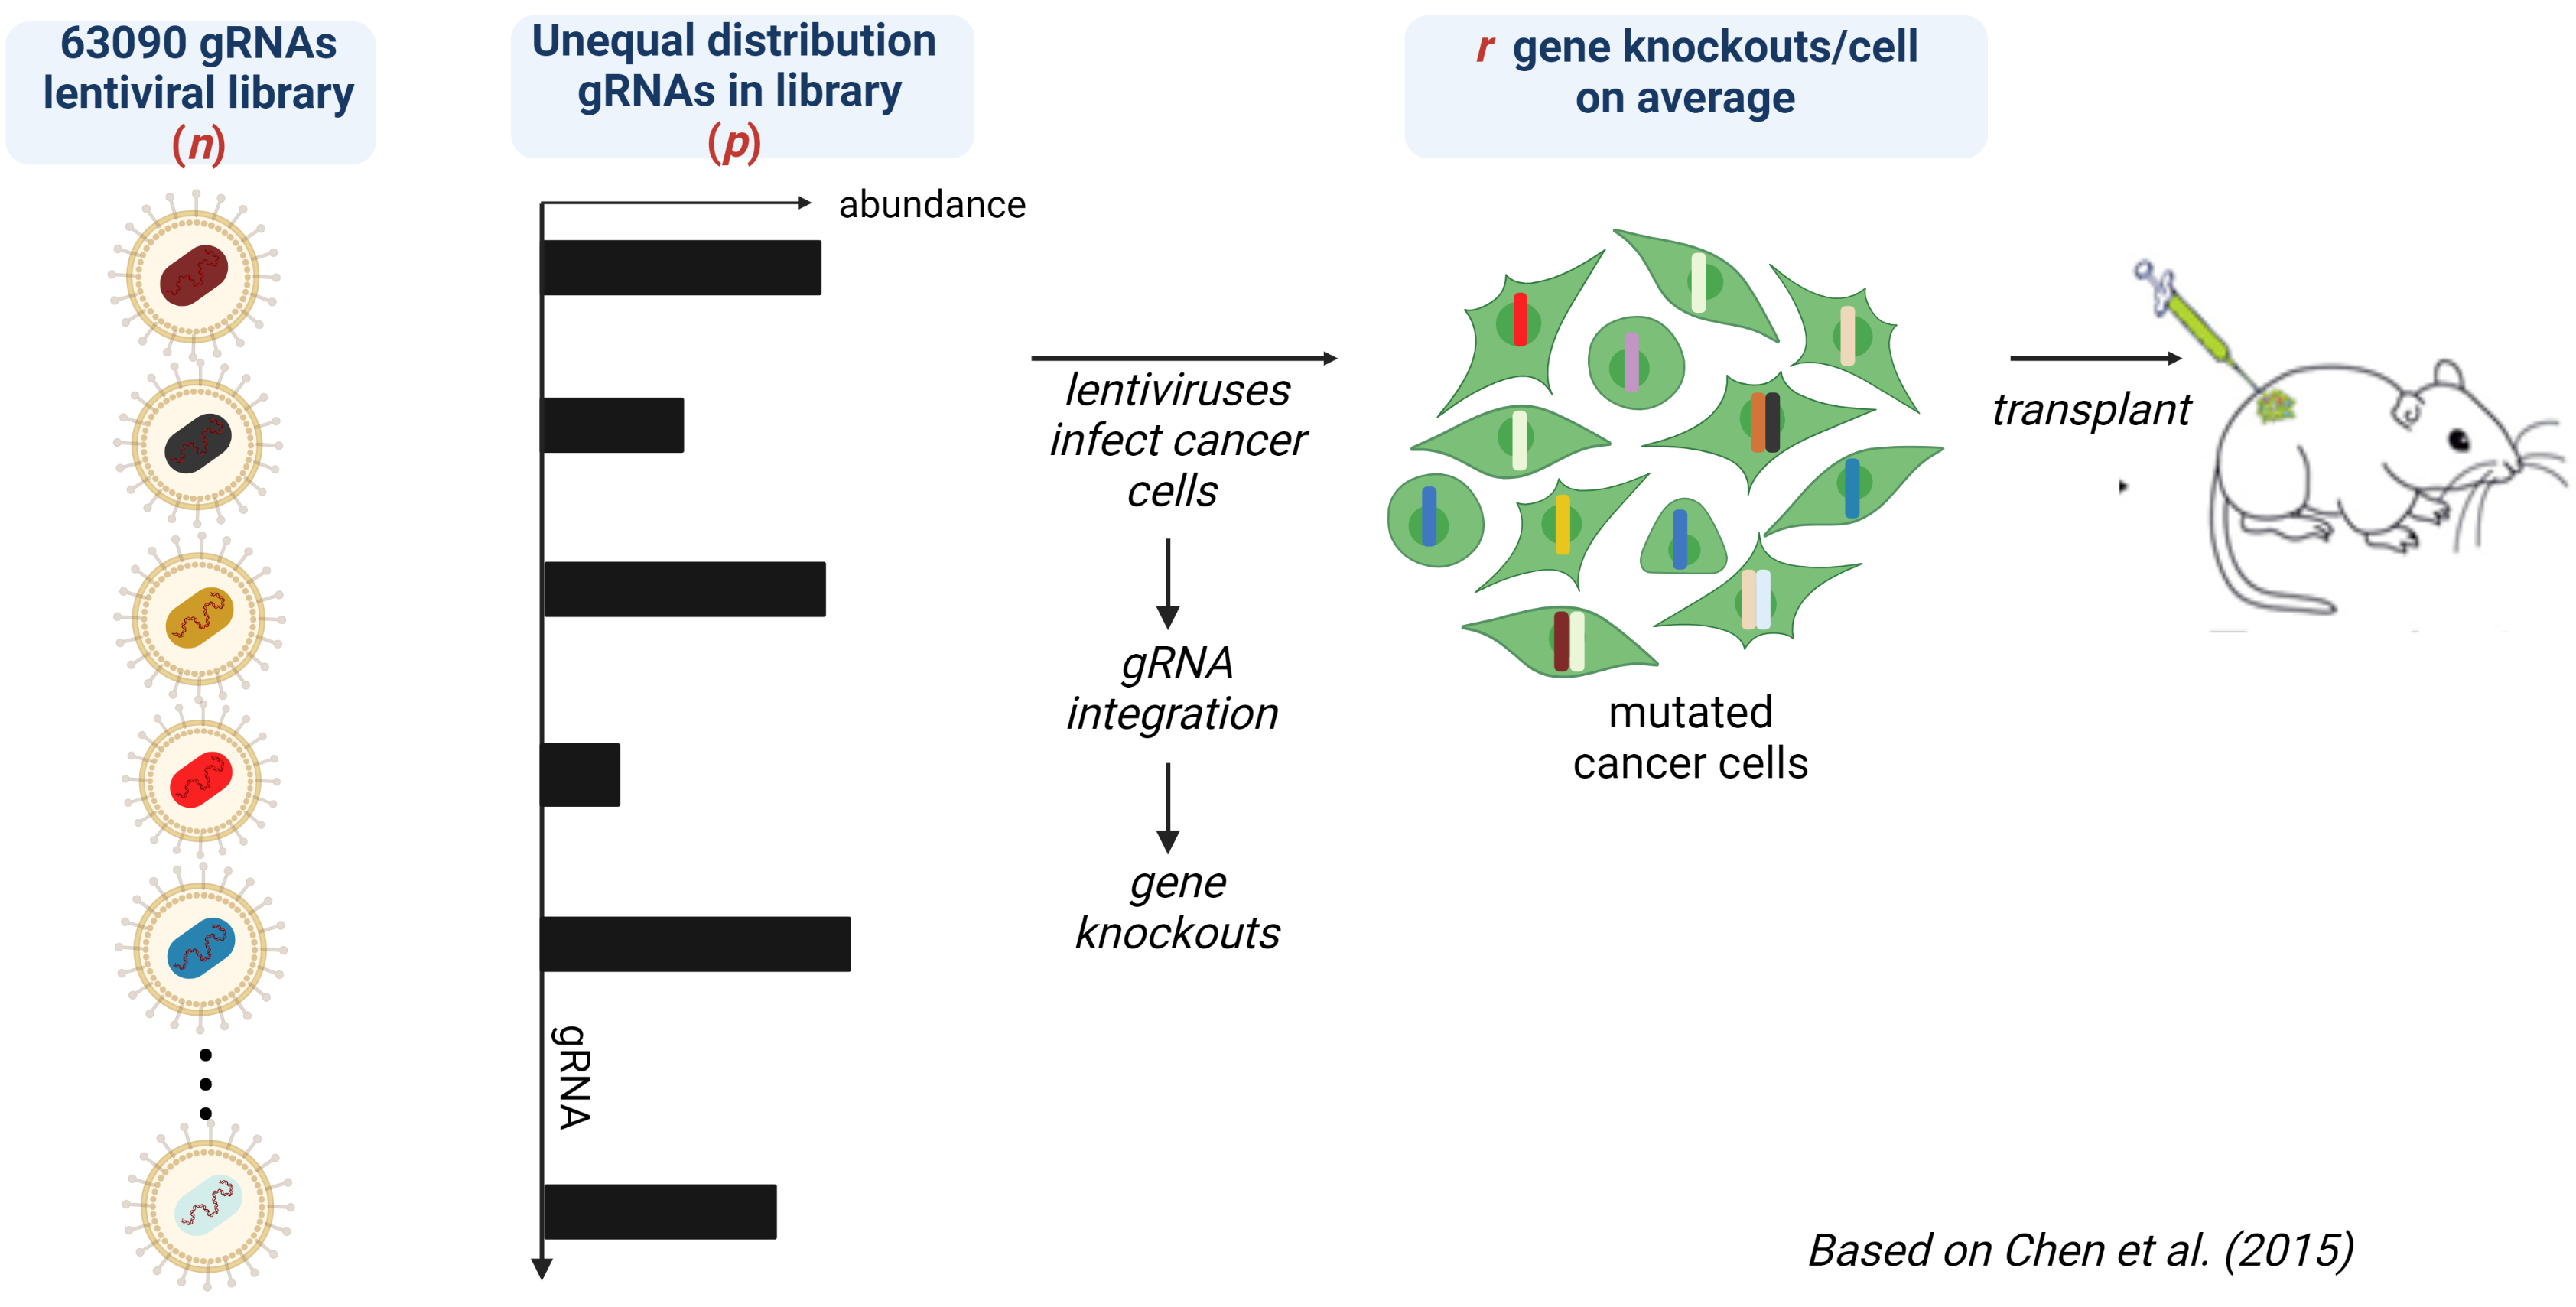 63090 gRNAs
lentiviral library
(n)
Unequal distribution
gRNAs in library
(p)
r gene knockouts/cell
on average
abundance
gRNA
lentiviruses
infect cancer
cells
gRNA
integration
gene
knockouts
mutated
cancer cells
transplant
Based on Chen et al. (2015)